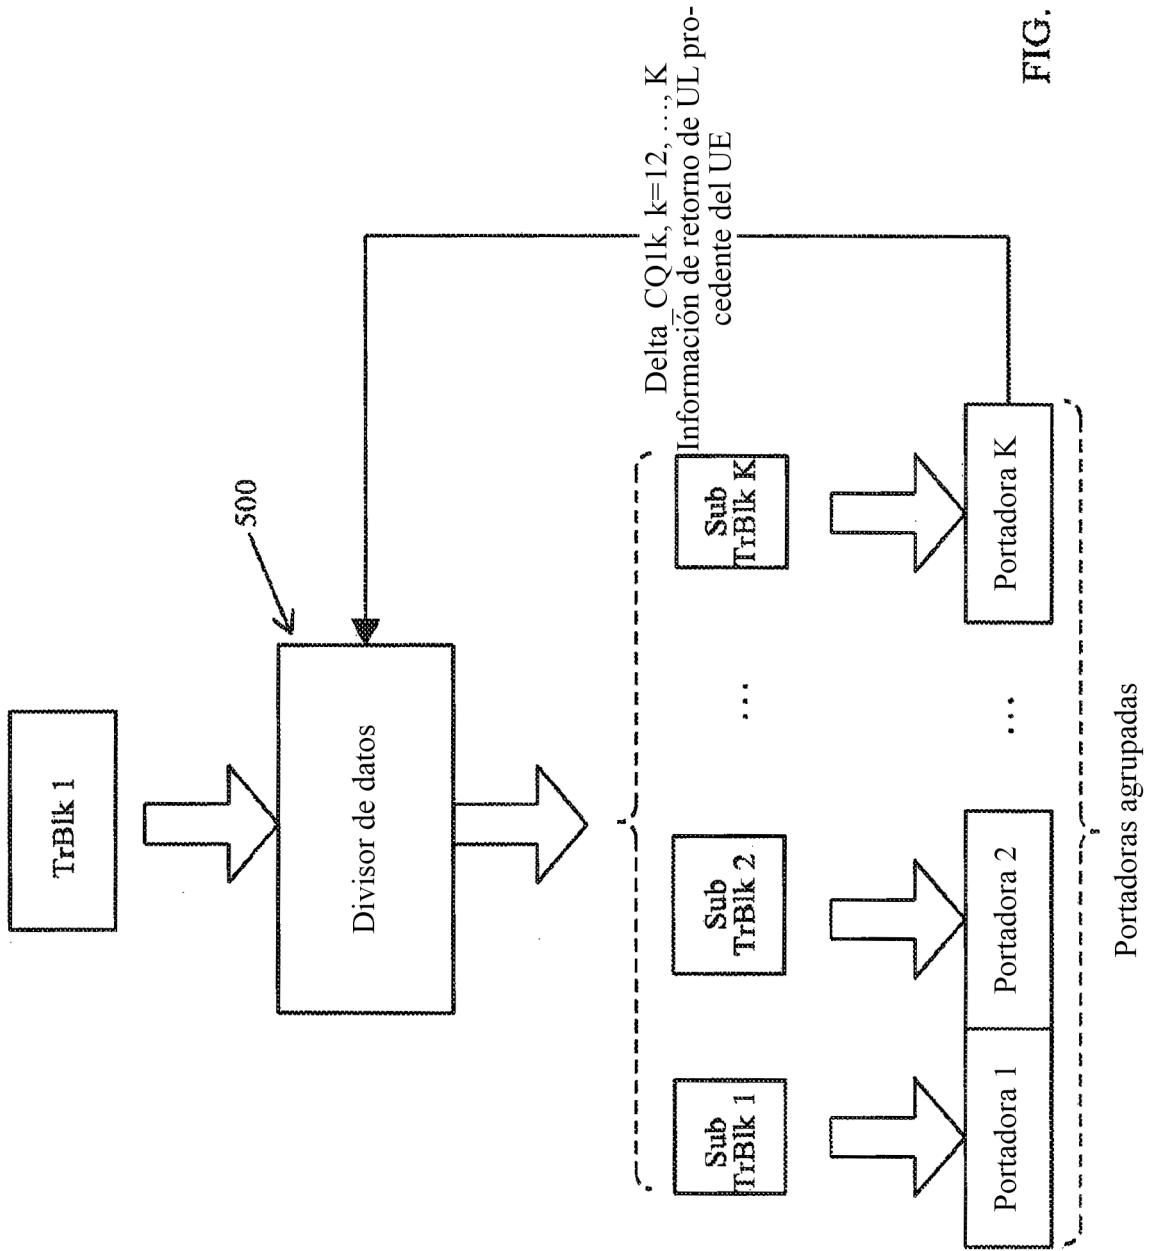 TrBlk 1
500
Divisor de datos
Delta_CQ1k, k=12, ..., K
Información de retorno de UL pro-
cedente del UE
Sub
TrBlk 1
Sub
TrBlk 2
...
Sub
TrBlk K
Portadora 1
Portadora 2
...
Portadora K
Portadoras agrupadas
FIG.